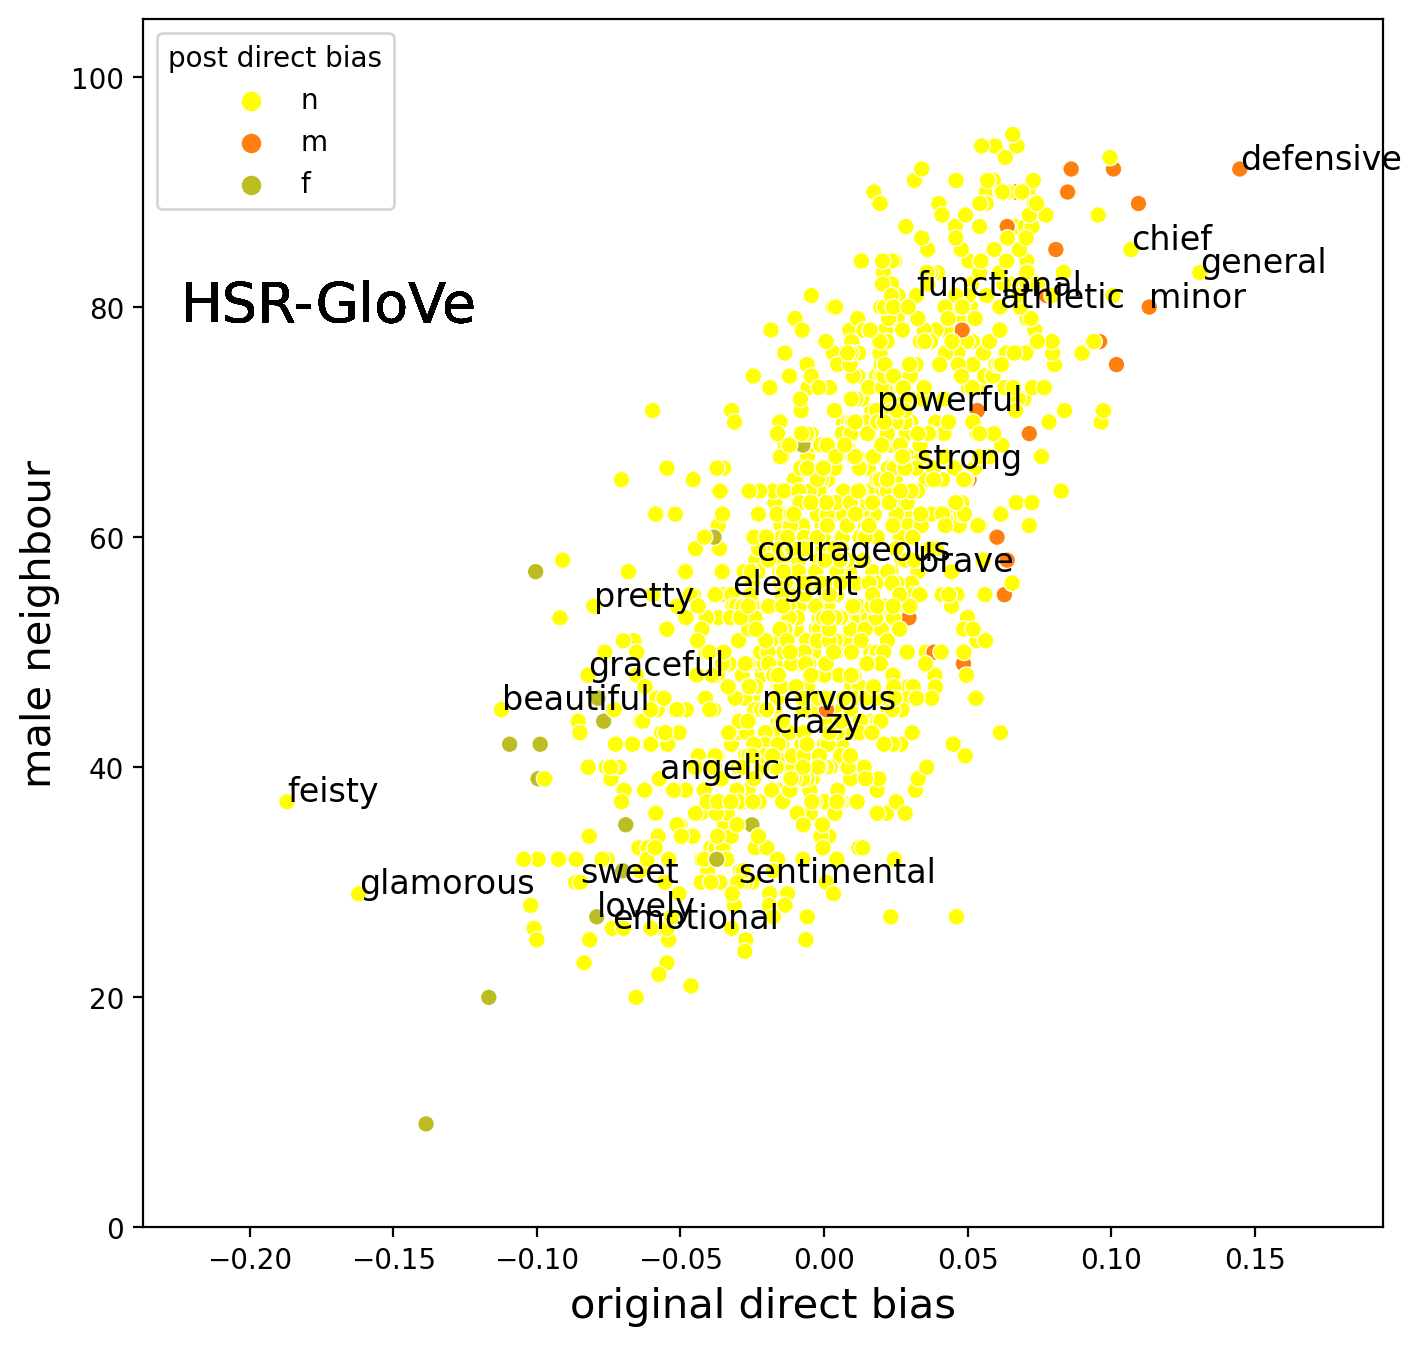 post direct bias
n
m
f
HSR-GloVe
male neighbour
100
80
60
40
20
0
defensive
chief
general
functional
athletic
minor
powerful
strong
courageous
brave
elegant
pretty
graceful
beautiful
nervous
crazy
angelic
feisty
sweet
sentimental
glamorous
lovely
emotional
−0.20
−0.15
−0.10
−0.05
0.00
0.05
0.10
0.15
original direct bias